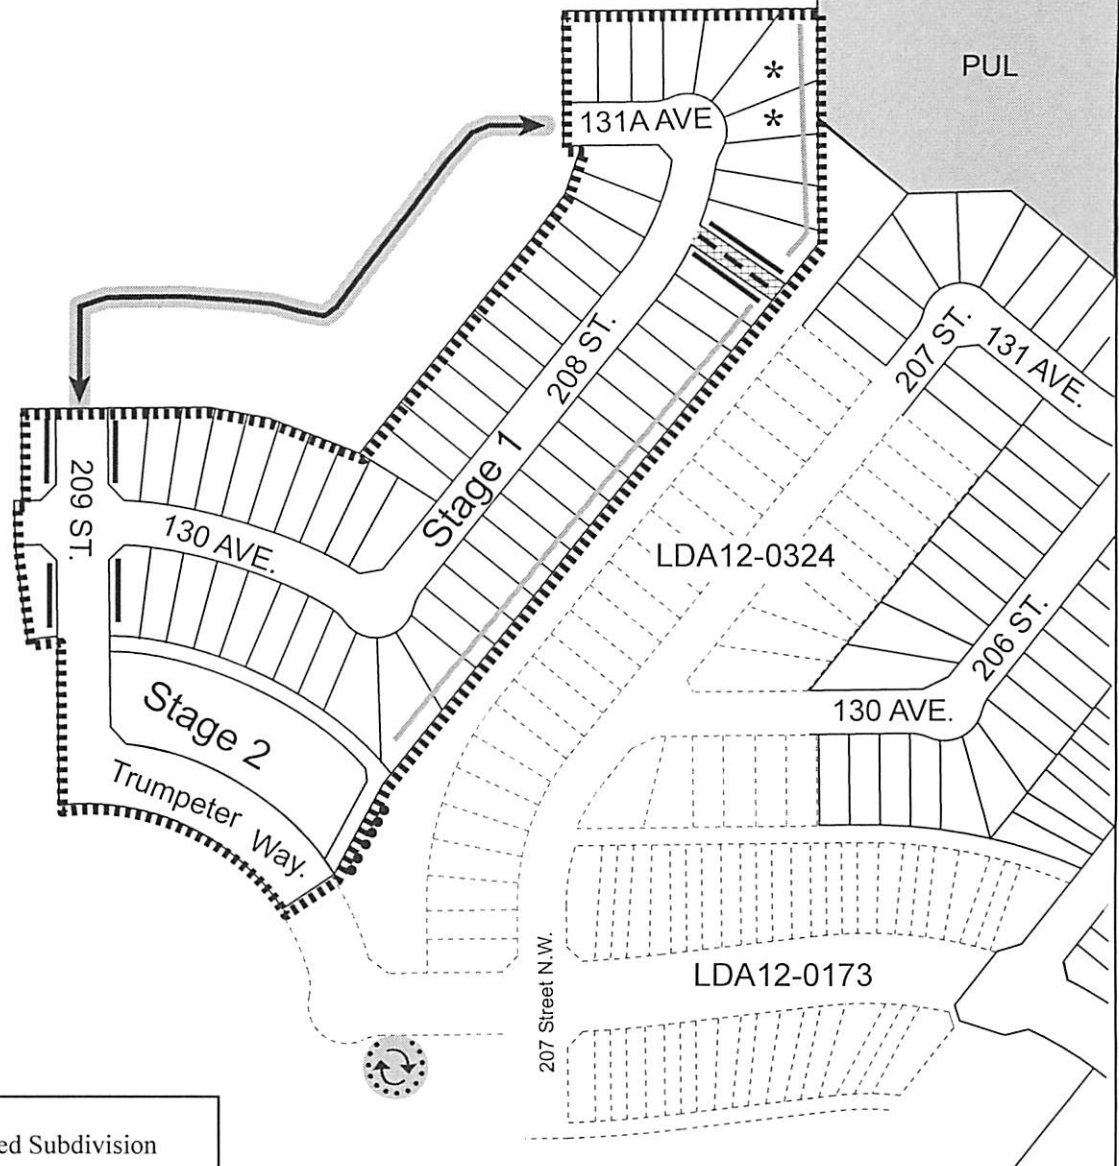 PUL
*
*
131A AVE
208 ST.
Stage 1
207 ST.
131 AVE.
209 ST.
130 AVE.
LDA12-0324
206 ST.
130 AVE.
Stage 2
Trumpeter Way.
207 Street N.W.
LDA12-0173
ed Subdivision